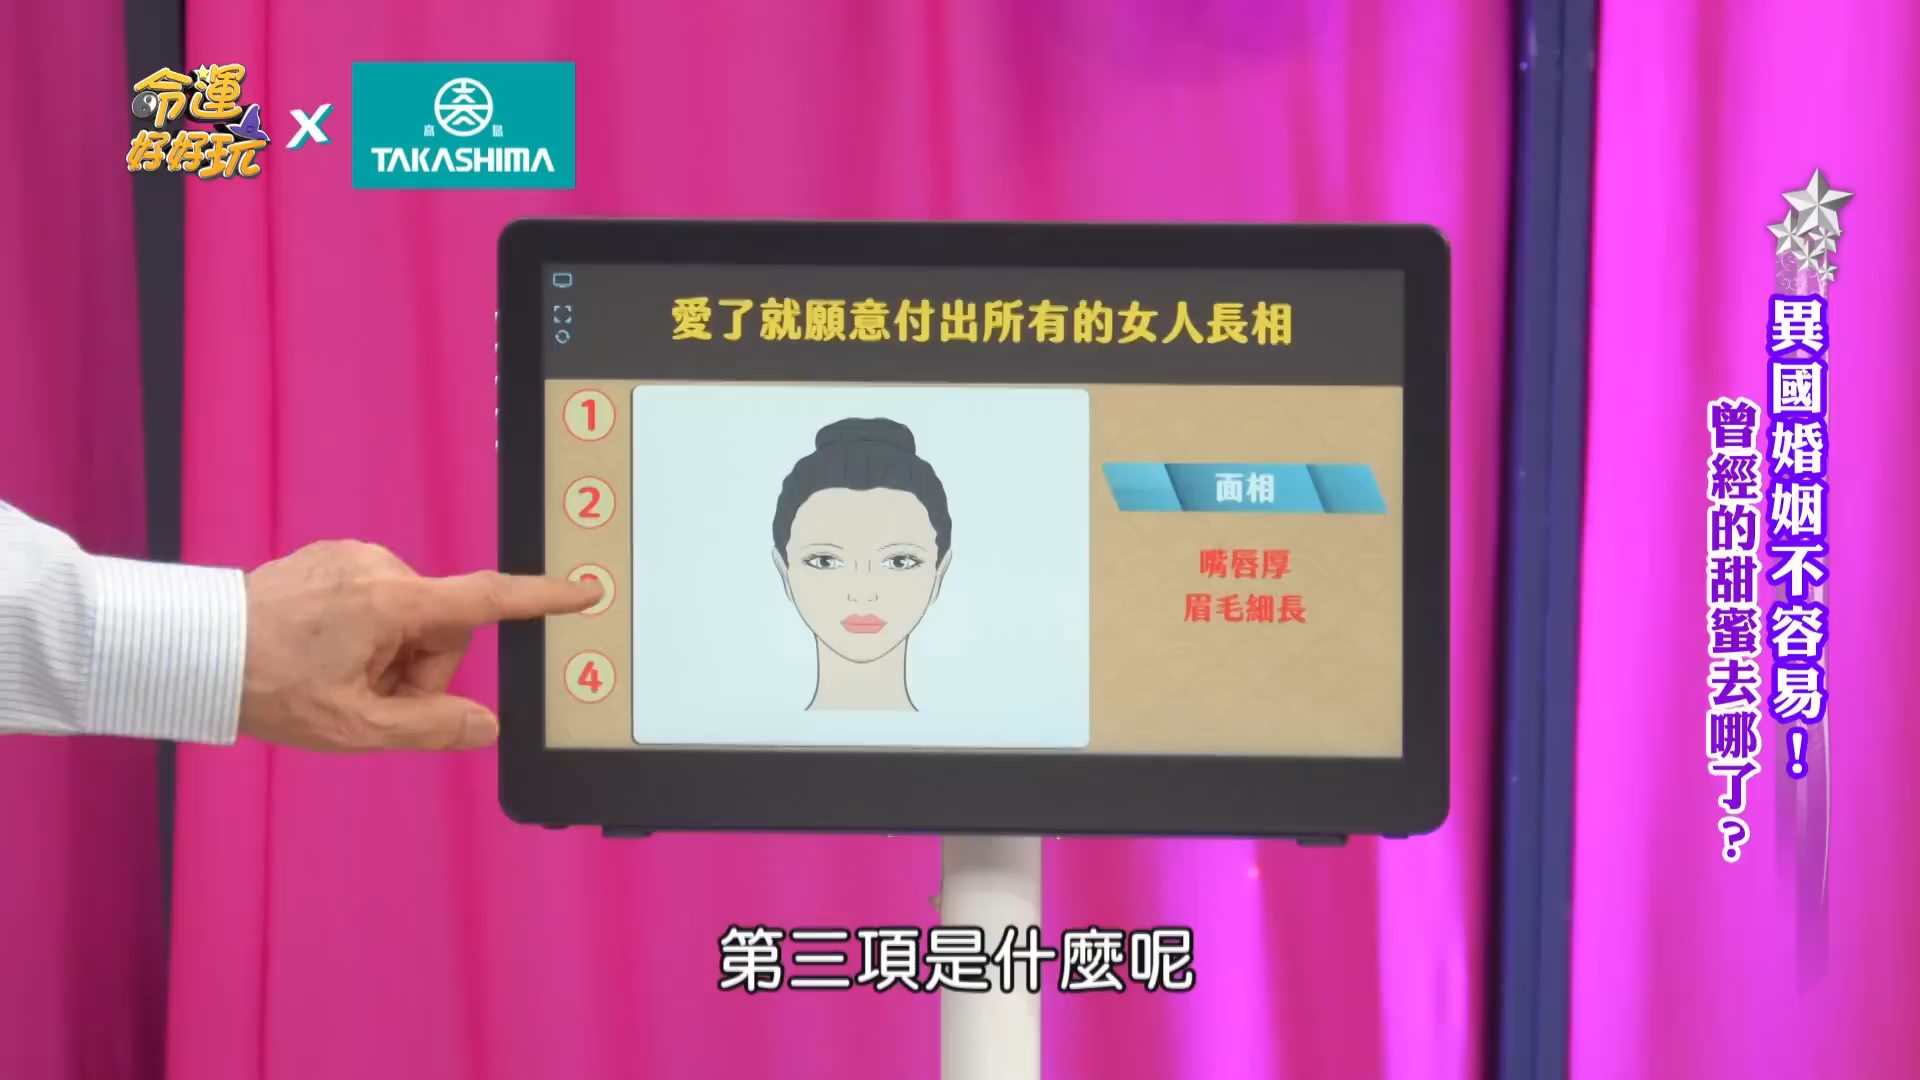 命運
好好玩
X
高島
TAKASHIMA
愛了就願意付出所有的女人長相
1
2
4
面相
嘴唇厚
眉毛細長
異國婚姻不容易！
曾經的甜蜜去哪了？
第三項是什麼呢